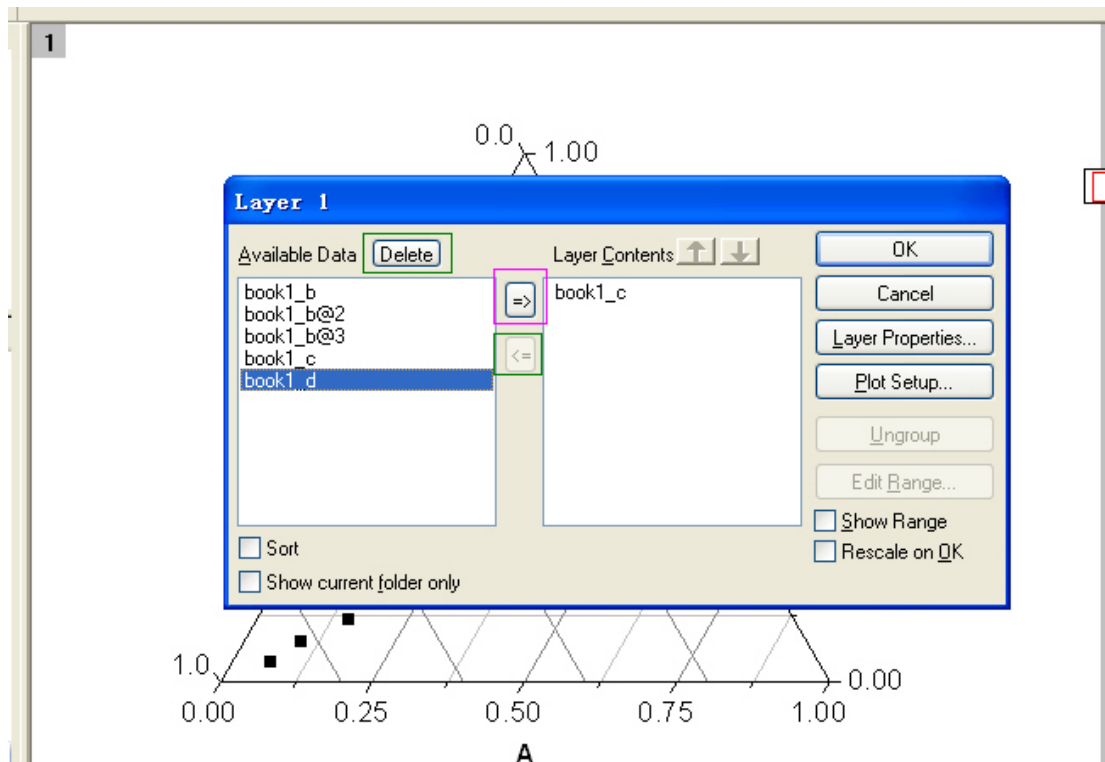 1
0.0
1.00
Layer 1
Available Data Delete
Layer Contents
OK
book1_b
book1_b@2
book1_b@3
book1_c
book1_d
=>
<=
book1_c
Cancel
Layer Properties...
Plot Setup...
Ungroup
Edit Range...
Show Range
Rescale on OK
Sort
Show current folder only
1.0
0.00
0.00 0.25 0.50 0.75 1.00
A